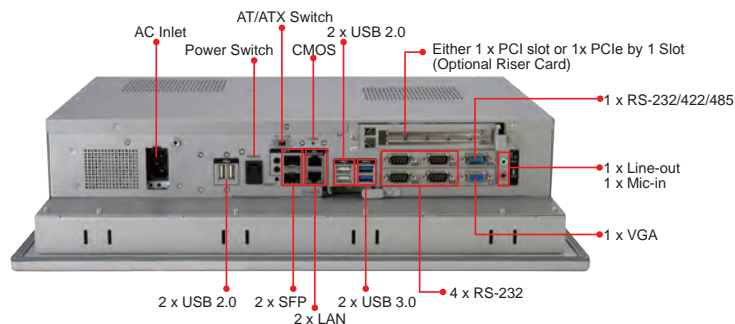 AT/ATX Switch
AC Inlet
2 x USB 2.0
Power Switch
CMOS
Either 1 x PCI slot or 1x PCIe by 1 Slot
(Optional Riser Card)
1 x RS-232/422/485
1 x Line-out
1 x Mic-in
1 x VGA
4 x RS-232
2 x USB 2.0
2 x SFP
2 x USB 3.0
2 x LAN